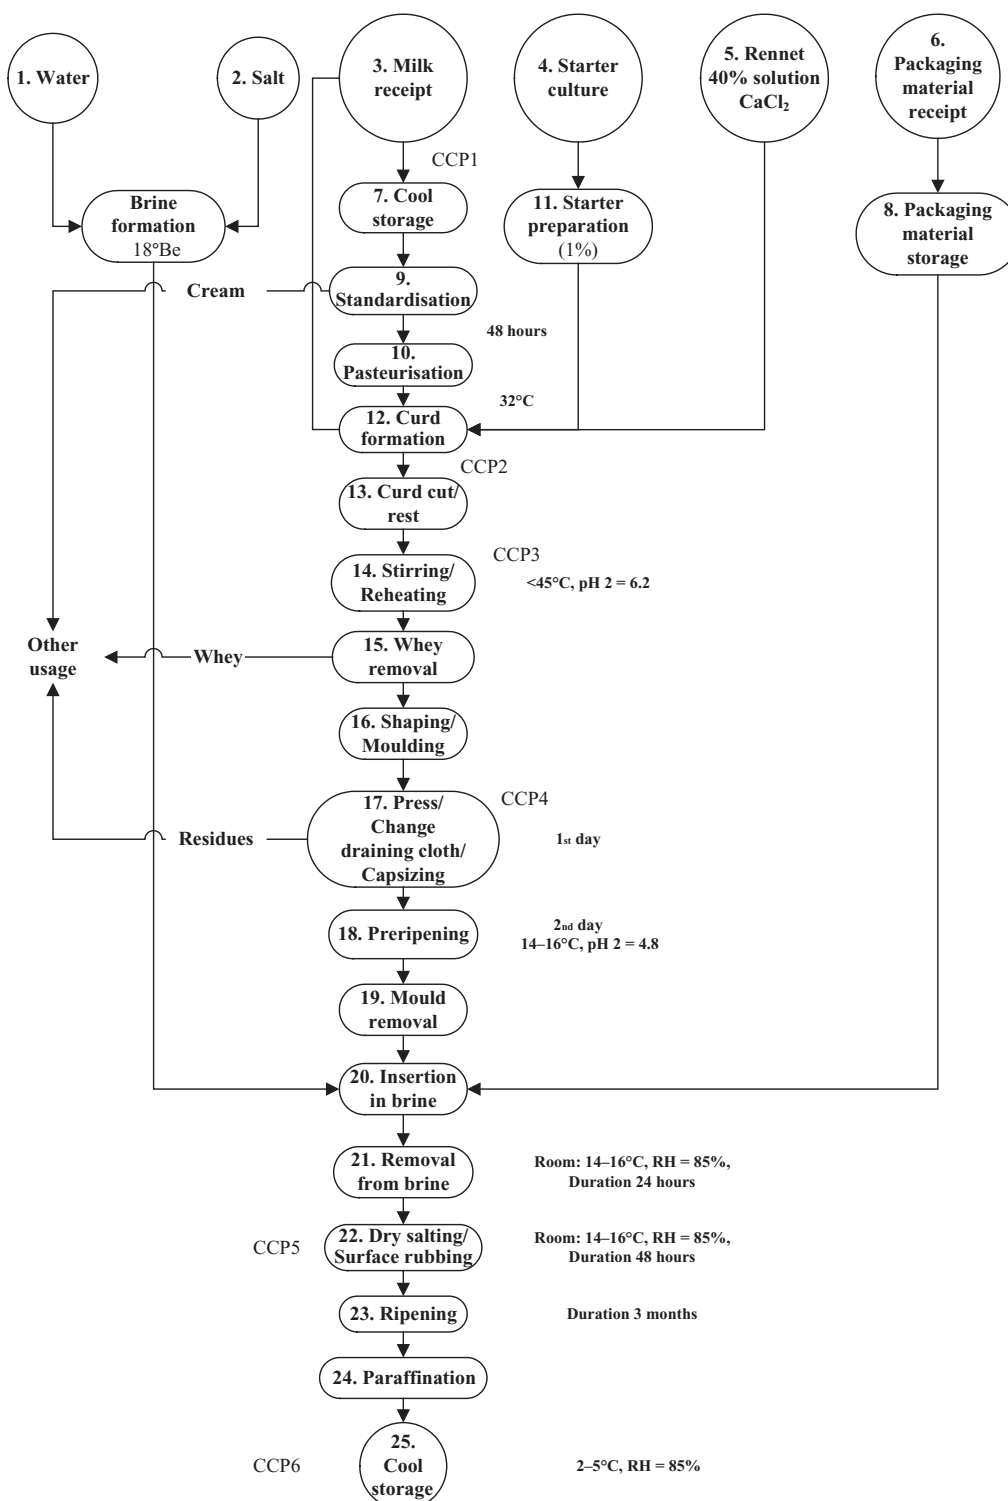 1. Water
2. Salt
3. Milk
receipt
4. Starter
culture
5. Rennet
40% solution
CaCl₂
6.
Packaging
material
receipt
CCP1
Brine
formation
18°Be
7. Cool
storage
11. Starter
preparation
(1%)
8. Packaging
material
storage
Cream
9.
Standardisation
48 hours
10.
Pasteurisation
32°C
12. Curd
formation
CCP2
13. Curd cut/
rest
CCP3
14. Stirring/
Reheating
<45°C, pH 2 = 6.2
Other
usage
Whey
15. Whey
removal
16. Shaping/
Moulding
CCP4
Residues
17. Press/
Change
draining cloth/
Capsizing
1st day
18. Preripening
2nd day
14–16°C, pH 2 = 4.8
19. Mould
removal
20. Insertion
in brine
21. Removal
from brine
Room: 14–16°C, RH = 85%,
Duration 24 hours
CCP5
22. Dry salting/
Surface rubbing
Room: 14–16°C, RH = 85%,
Duration 48 hours
23. Ripening
Duration 3 months
24. Paraffination
CCP6
25.
Cool
storage
2–5°C, RH = 85%